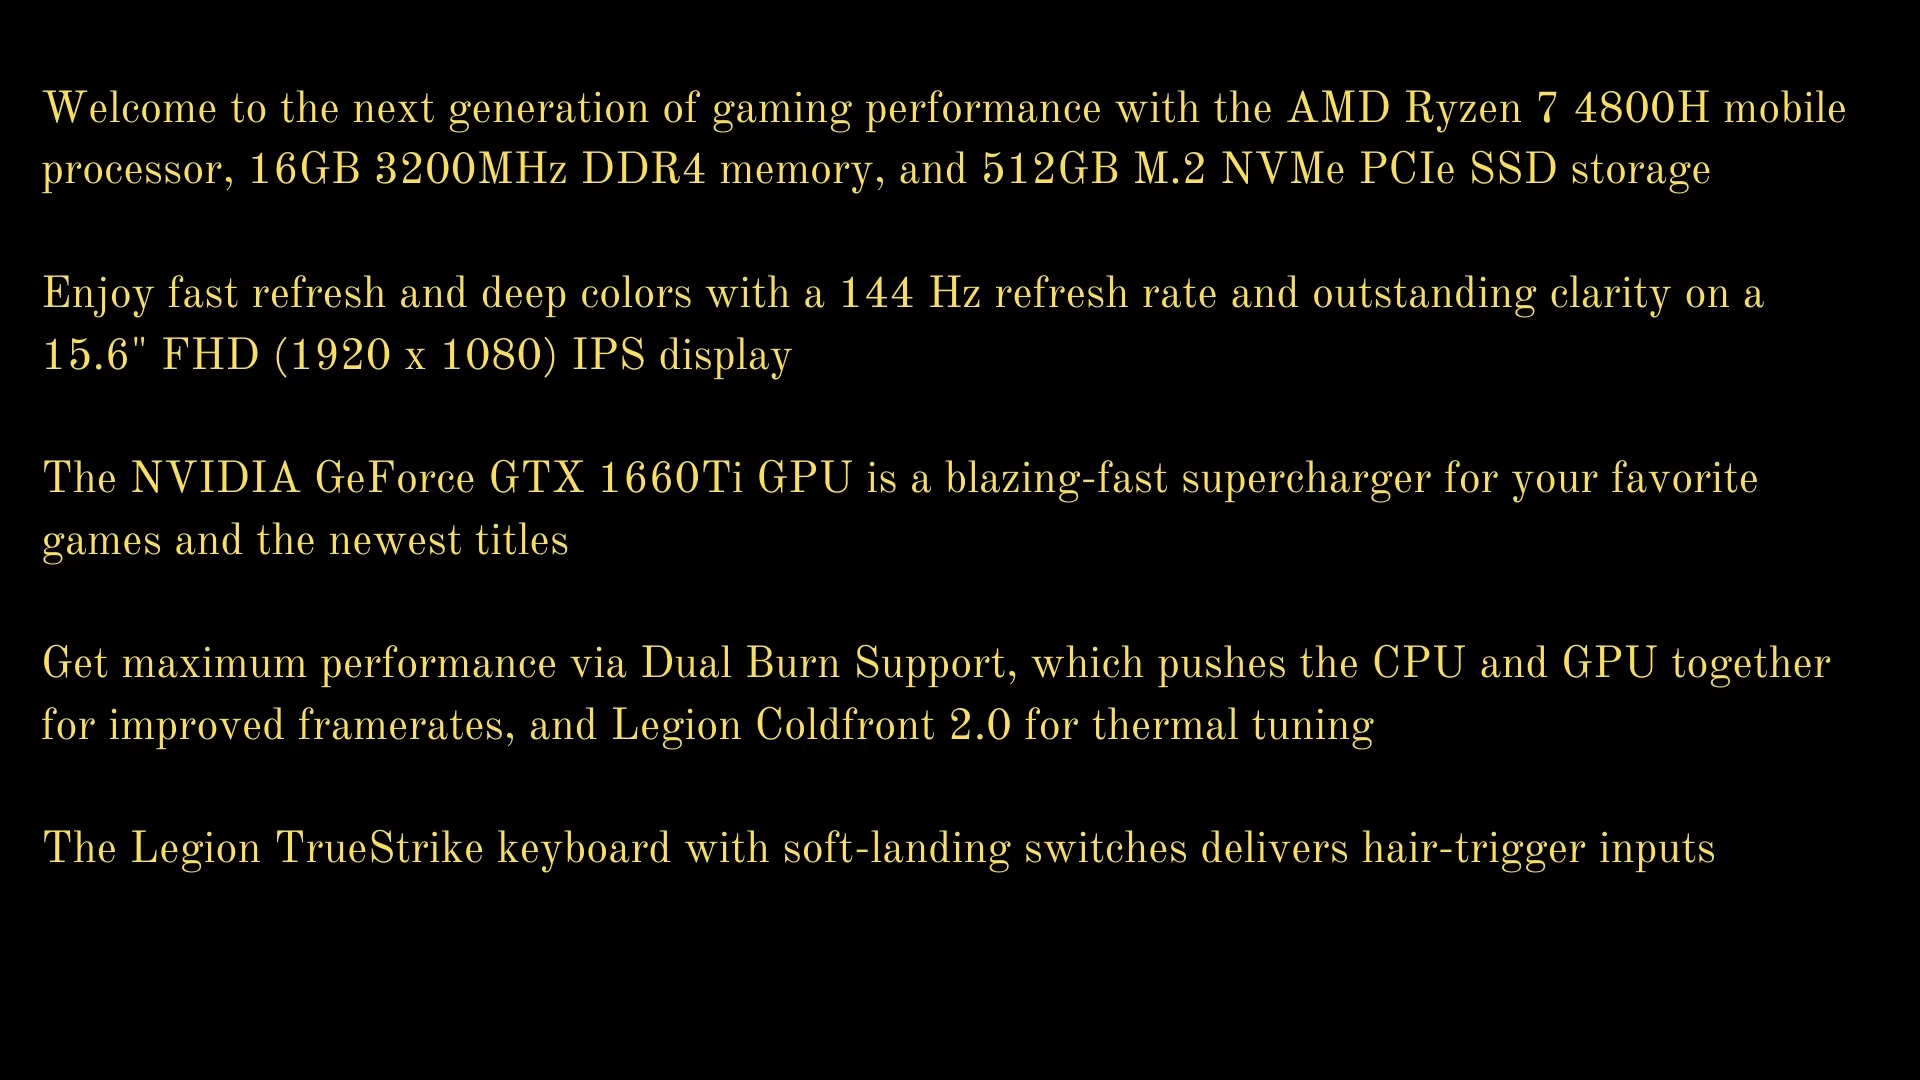 Welcome to the next generation of gaming performance with the AMD Ryzen 7 4800H mobile
processor, 16GB 3200MHz DDR4 memory, and 512GB M.2 NVMe PCIe SSD storage
Enjoy fast refresh and deep colors with a 144 Hz refresh rate and outstanding clarity on a
15.6" FHD (1920 x 1080) IPS display
The NVIDIA GeForce GTX 1660Ti GPU is a blazing-fast supercharger for your favorite
games and the newest titles
Get maximum performance via Dual Burn Support, which pushes the CPU and GPU together
for improved framerates, and Legion Coldfront 2.0 for thermal tuning
The Legion TrueStrike keyboard with soft-landing switches delivers hair-trigger inputs